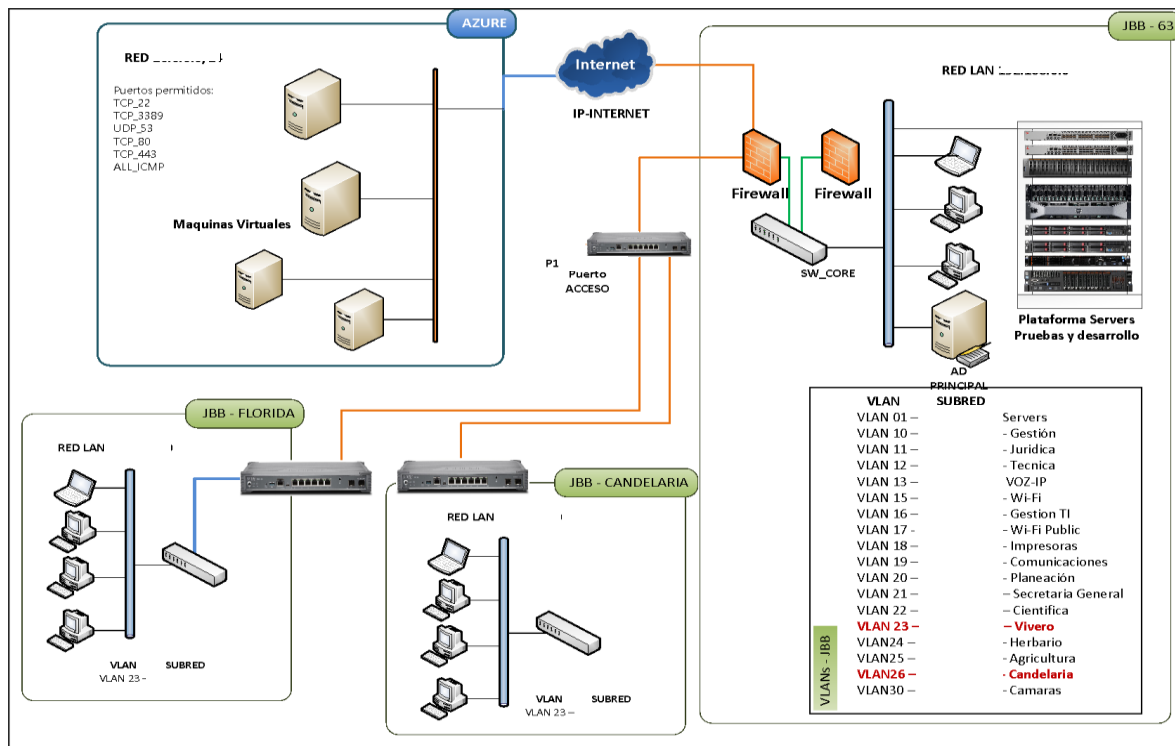 AZURE
RED
Puertos permitidos:
TCP_22
TCP_3389
UDP_53
TCP_80
TCP_443
ALL_ICMP
Maquinas Virtuales
Internet
IP-INTERNET
JBB - 63
RED LAN
Firewall
Firewall
SW_CORE
P1
Puerto
ACCESO
Plataforma Servers
Pruebas y desarrollo
AD
PRINCIPAL
JBB - FLORIDA
RED LAN
VLAN SUBRED
VLAN 23 –
JBB - CANDELARIA
RED LAN
VLAN SUBRED
VLAN 23 –
VLANs - JBB
VLAN SUBRED
VLAN 01 – Servers
VLAN 10 – - Gestión
VLAN 11 – - Juridica
VLAN 12 – - Tecnica
VLAN 13 – VOZ-IP
VLAN 15 – - Wi-Fi
VLAN 16 – - Gestion TI
VLAN 17 - - Wi-Fi Public
VLAN 18 – - Impresoras
VLAN 19 – - Comunicaciones
VLAN 20 – - Planeación
VLAN 21 – – Secretaria General
VLAN 22 – - Cientifica
VLAN 23 – – Vivero
VLAN24 – - Herbario
VLAN25 – - Agricultura
VLAN26 – - Candelaria
VLAN30 – - Camaras